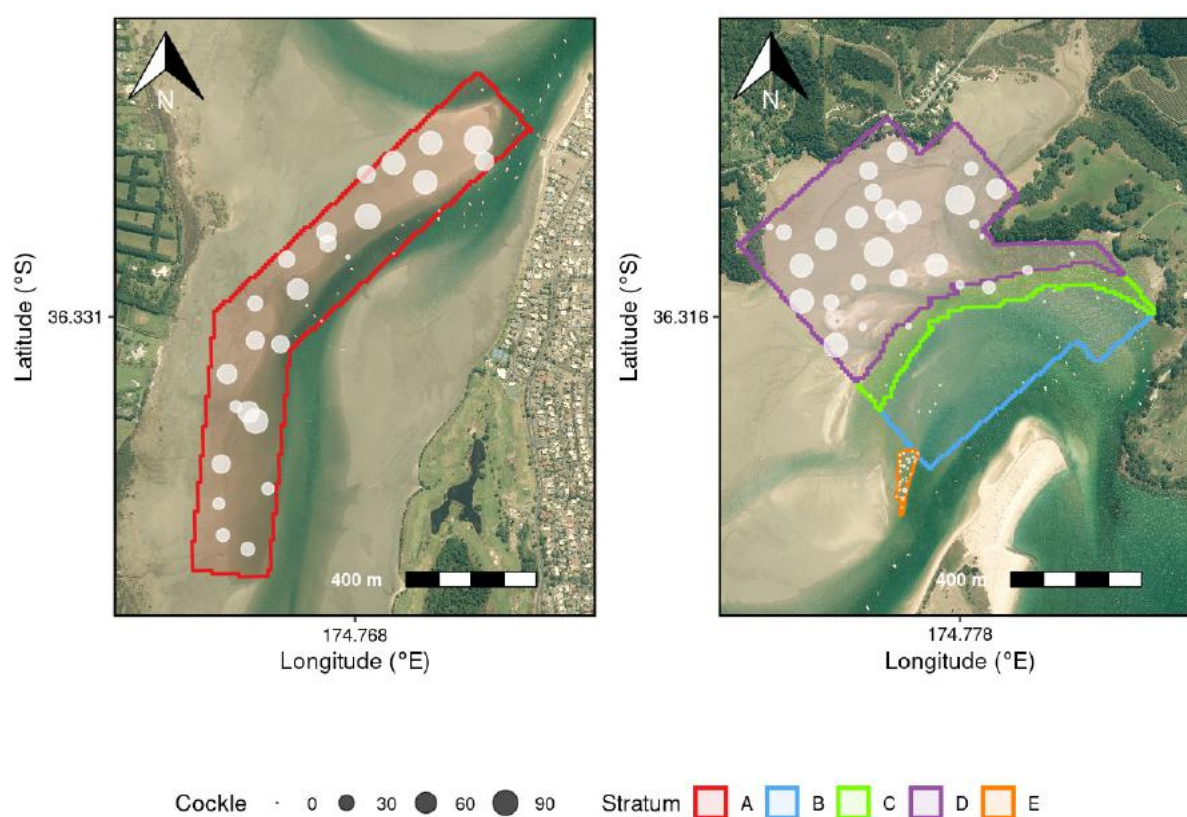 N
N
Latitude (°S)
36.331
400 m
174.768
Longitude (°E)
Latitude (°S)
36.316
400 m
174.778
Longitude (°E)
Cockle 0 30 60 90 Stratum A B C D E